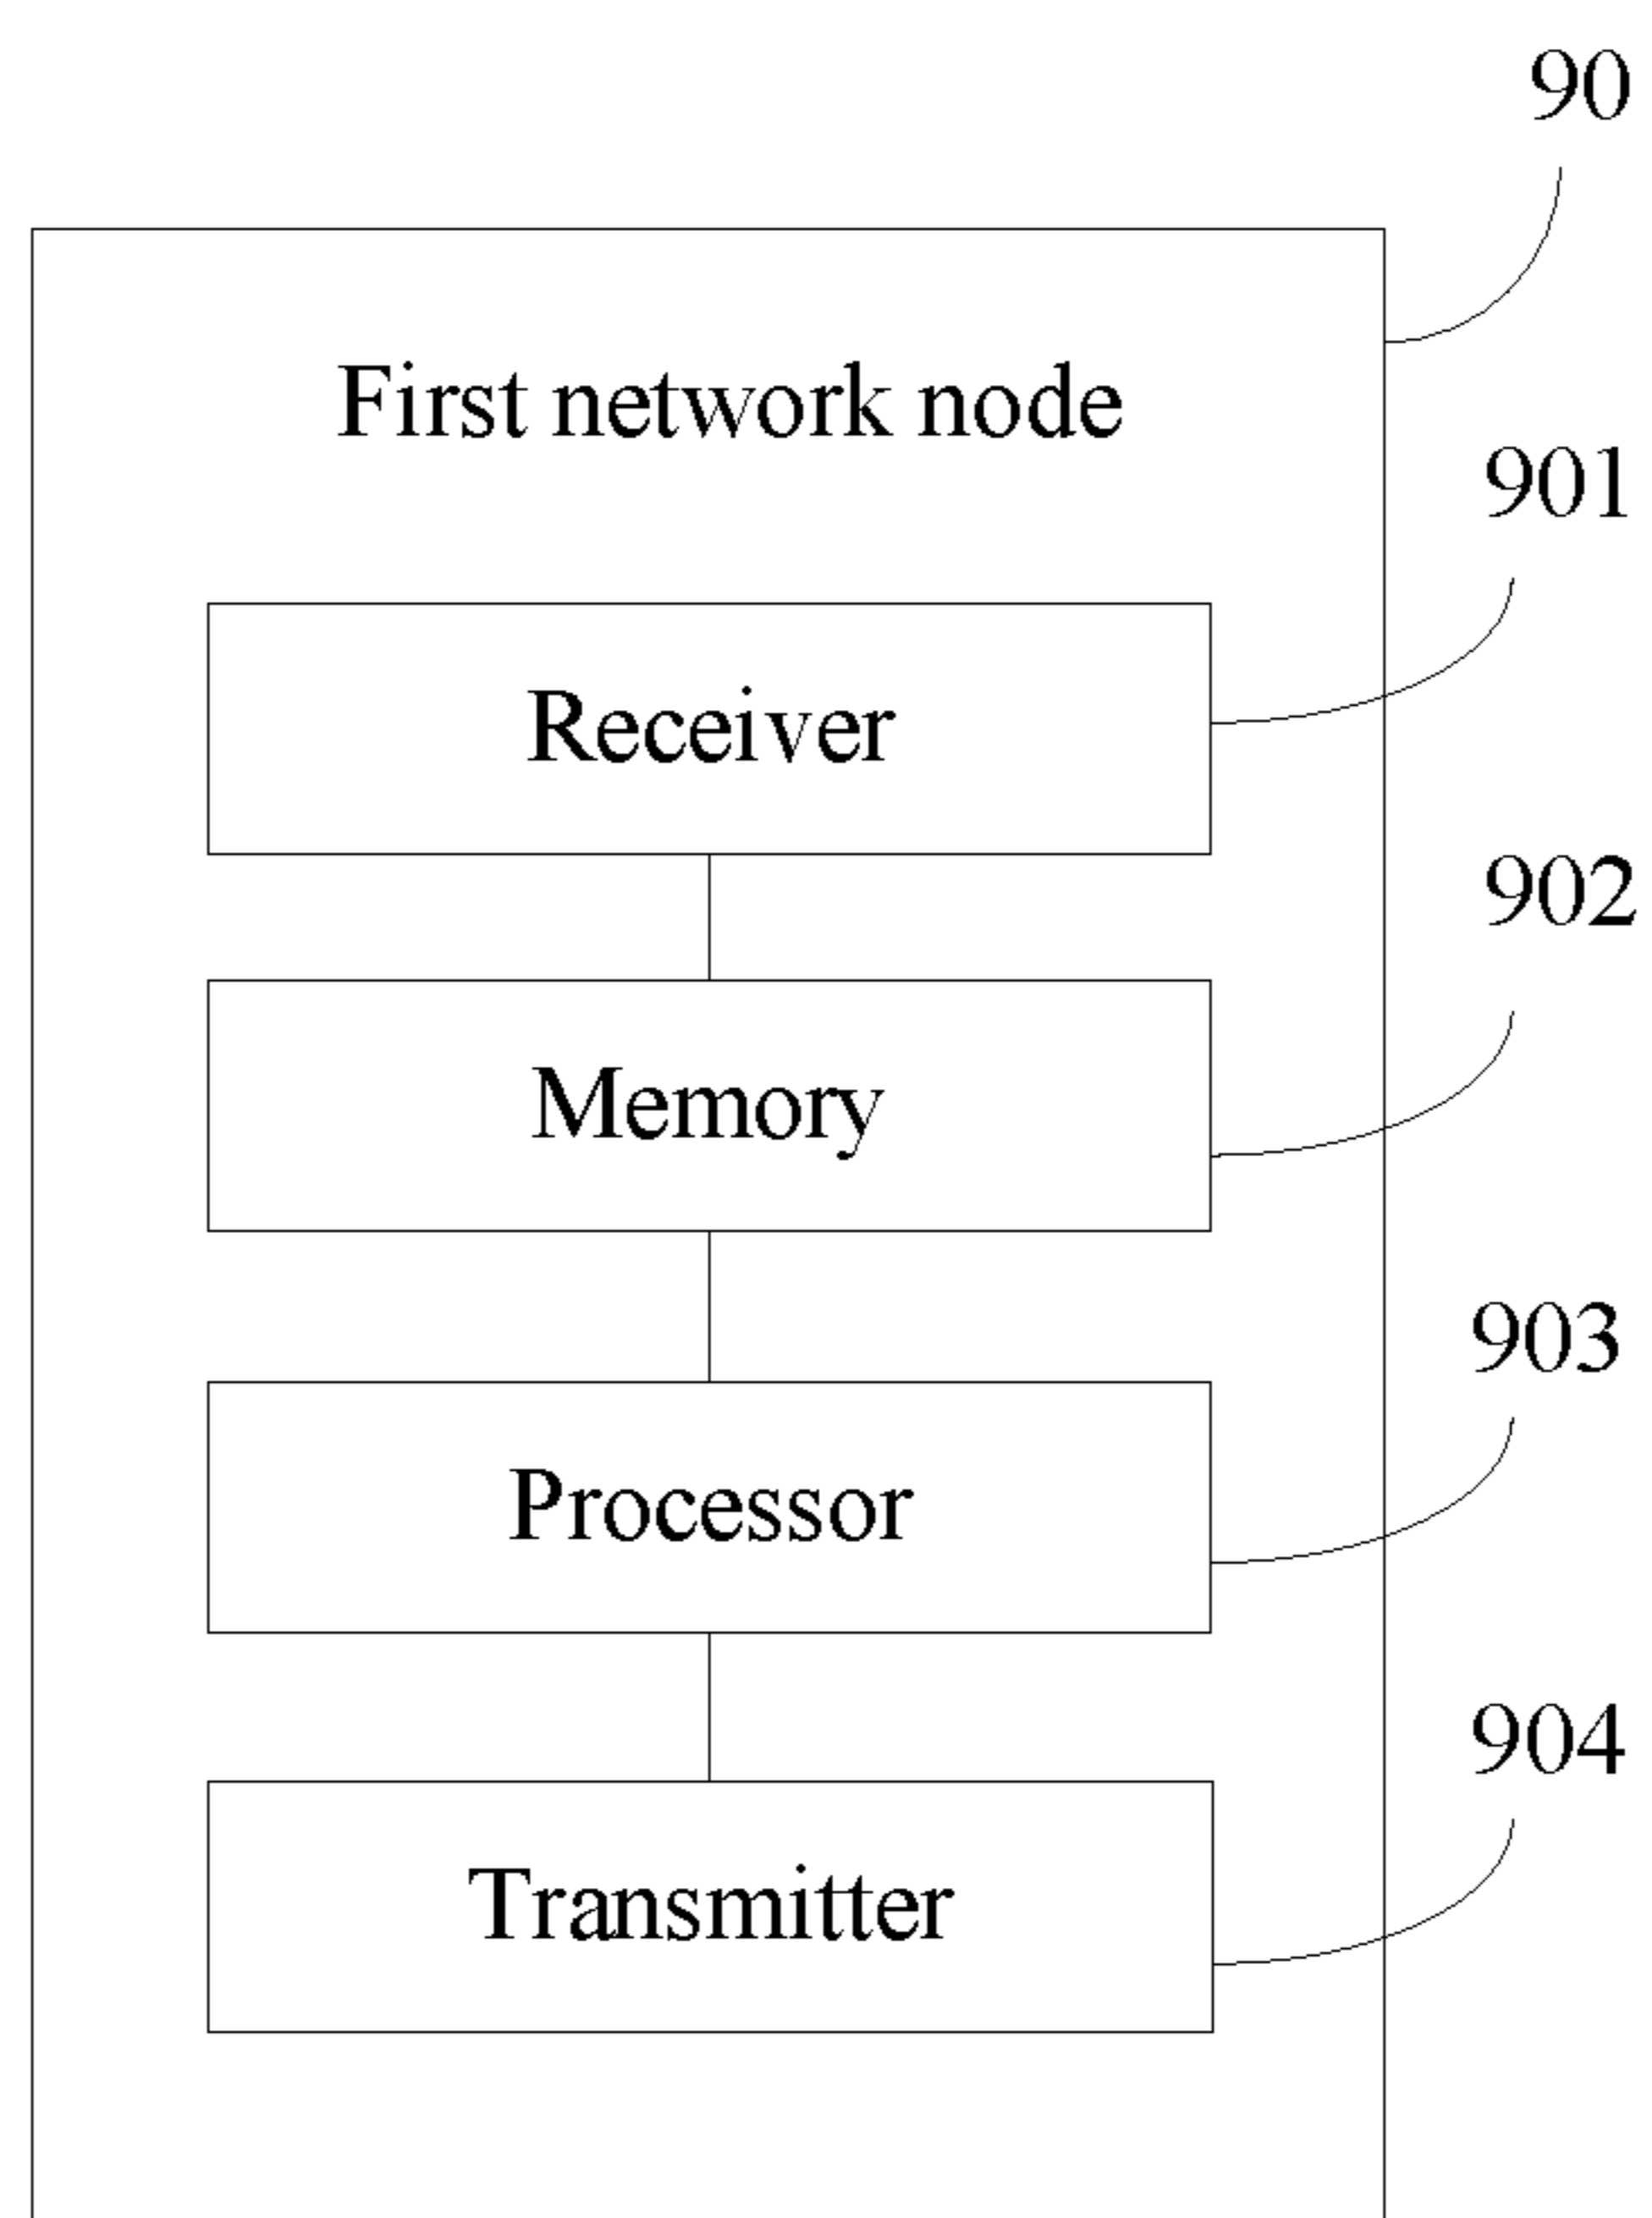 90
First network node
901
Receiver
902
Memory
903
Processor
904
Transmitter